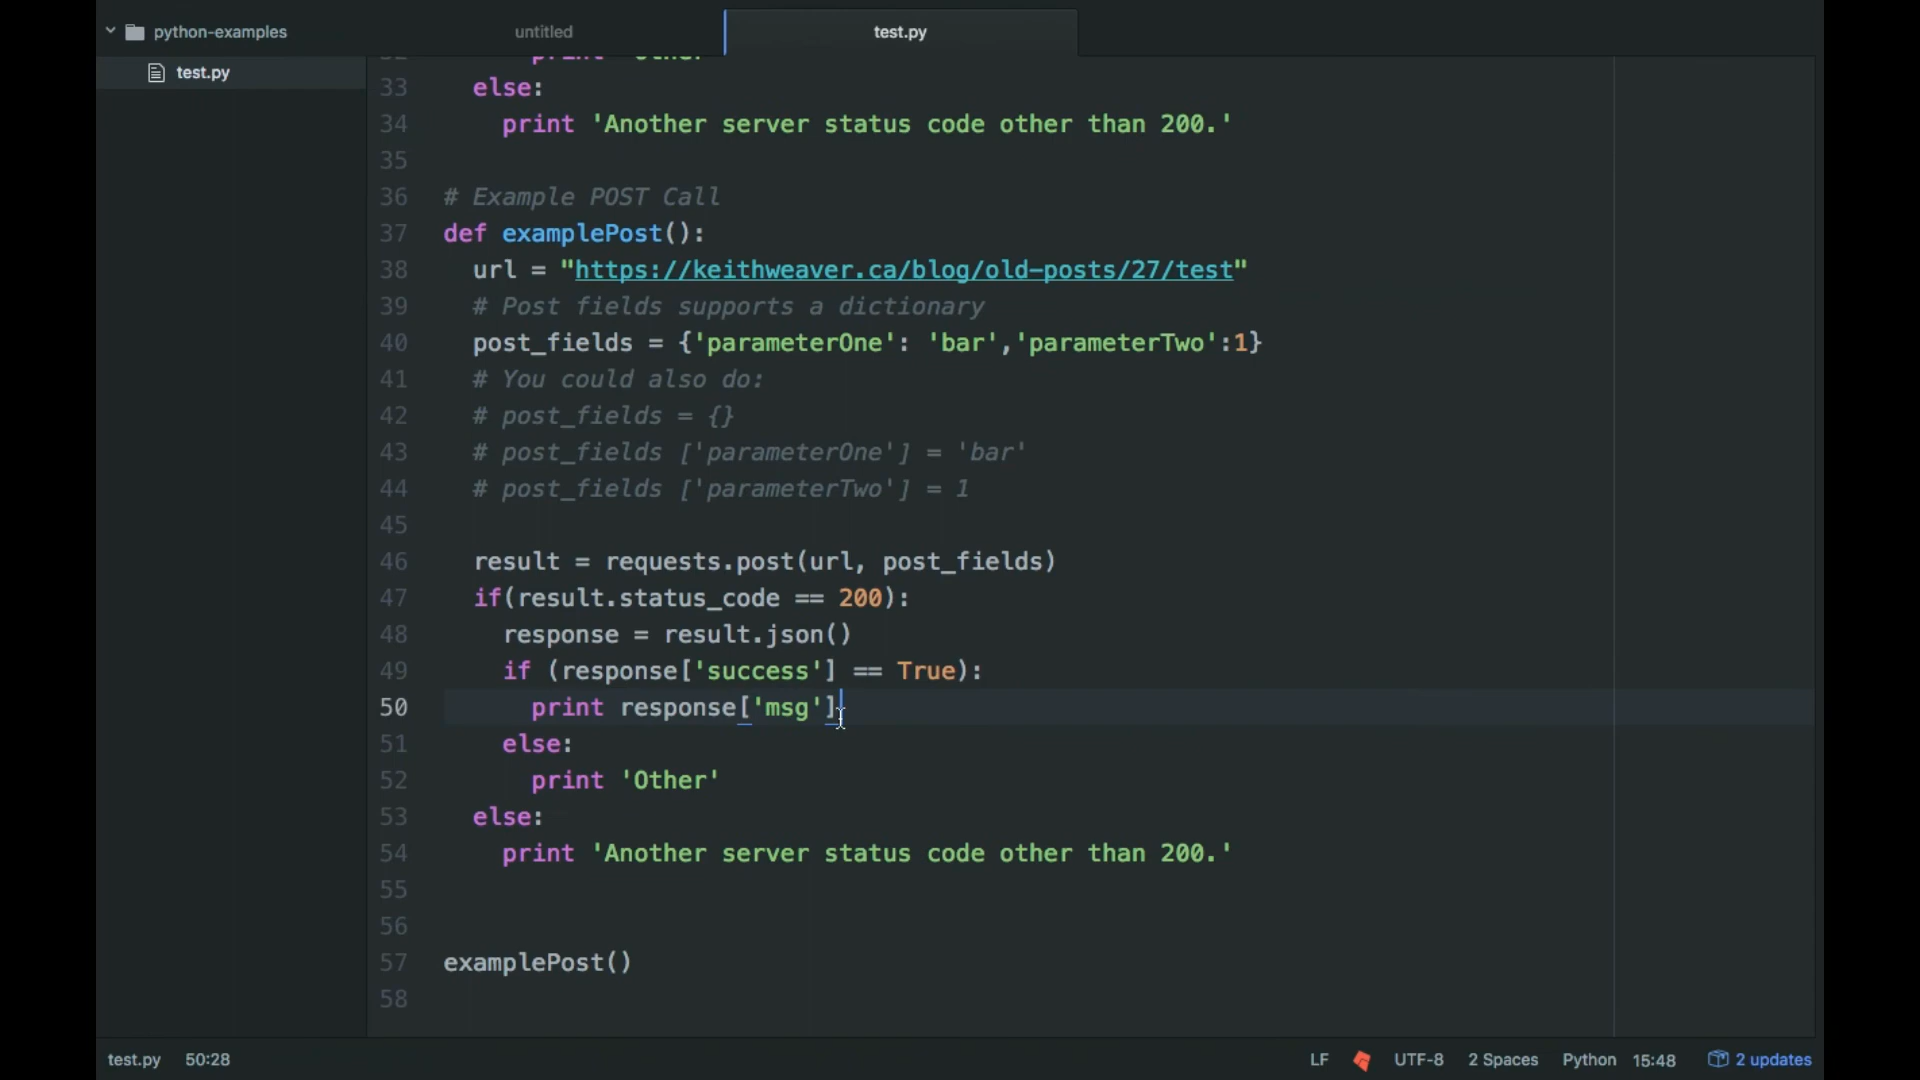 python-examples
untitled
test.py
test.py
32 print 'Other'
33 else:
34 print 'Another server status code other than 200.'
35
36 # Example POST Call
37 def examplePost():
38 url = "https://keithweaver.ca/blog/old-posts/27/test"
39 # Post fields supports a dictionary
40 post_fields = {'parameterOne': 'bar','parameterTwo':1}
41 # You could also do:
42 # post_fields = {}
43 # post_fields ['parameterOne'] = 'bar'
44 # post_fields ['parameterTwo'] = 1
45
46 result = requests.post(url, post_fields)
47 if(result.status_code == 200):
48 response = result.json()
49 if (response['success'] == True):
50 print response['msg']
51 else:
52 print 'Other'
53 else:
54 print 'Another server status code other than 200.'
55
56
57 examplePost()
58
test.py 50:28 LF UTF-8 2 Spaces Python 15:48 2 updates